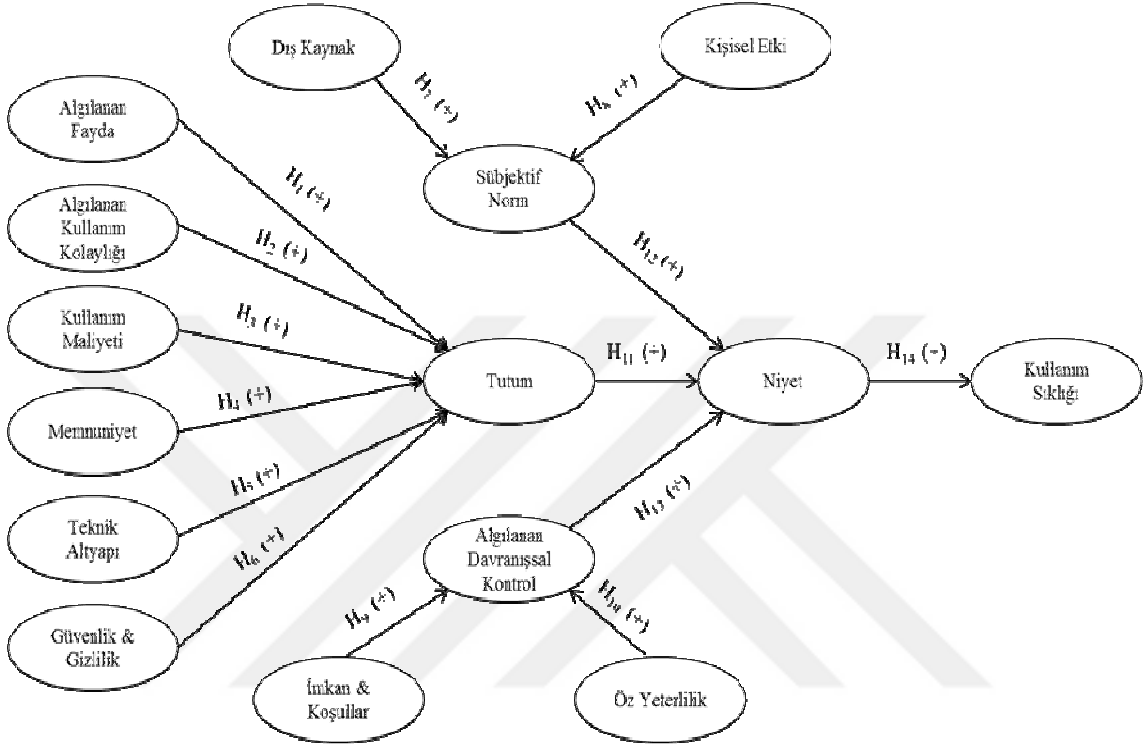 Dış Kaynak
Kişisel Etki
H7 (+)
H8 (+)
Algılanan
Fayda
Sübjektif
Norm
H1 (+)
Algılanan
Kullanım
Kolaylığı
H2 (+)
H12 (+)
Kullanım
Maliyeti
H3 (+)
Tutum
H11 (+)
Niyet
H14 (-)
Kullanım
Sıklığı
Memnuniyet
H4 (+)
Teknik
Altyapı
H5 (+)
H6 (+)
H13 (+)
Algılanan
Davranışsal
Kontrol
Güvenlik &
Gizlilik
H9 (+)
H10 (+)
İmkan &
Koşullar
Öz Yeterlilik